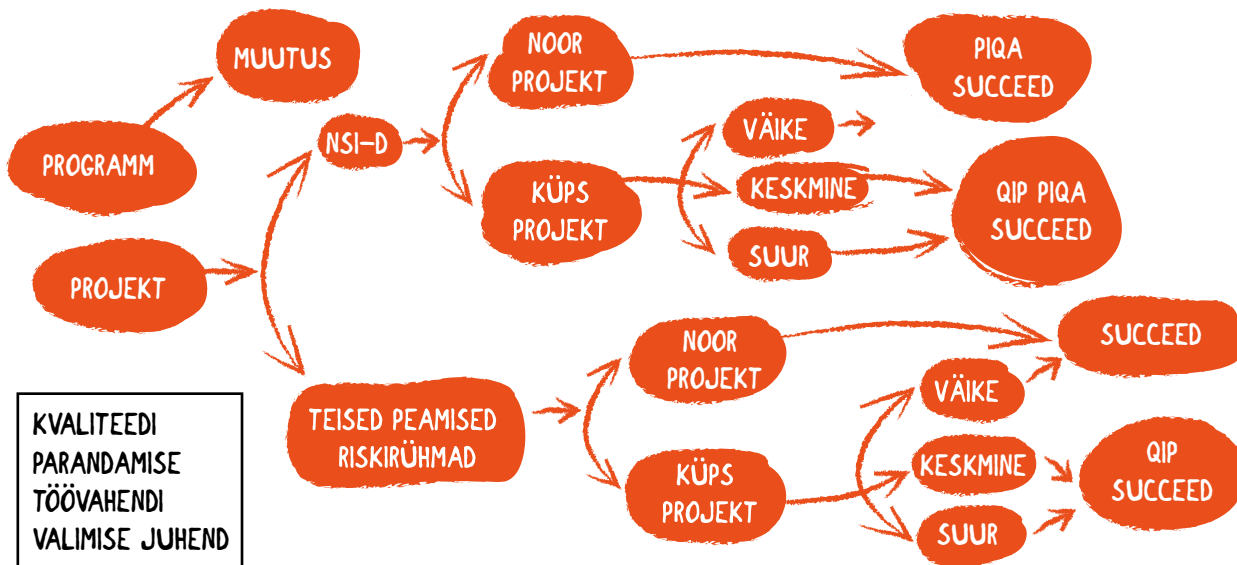 MUUTUS
PROGRAMM
PROJEKT
NSI-D
NOOR
PROJEKT
KÜPS
PROJEKT
VÄIKE
KESKMINE
SUUR
PIQA
SUCCEED
QIP PIQA
SUCCEED
TEISED PEAMISED
RISKIRÜHMAD
NOOR
PROJEKT
KÜPS
PROJEKT
VÄIKE
KESKMINE
SUUR
SUCCEED
QIP
SUCCEED
KVALITEEDI
PARANDAMISE
TÖÖVAHENDI
VALIMISE JUHEND